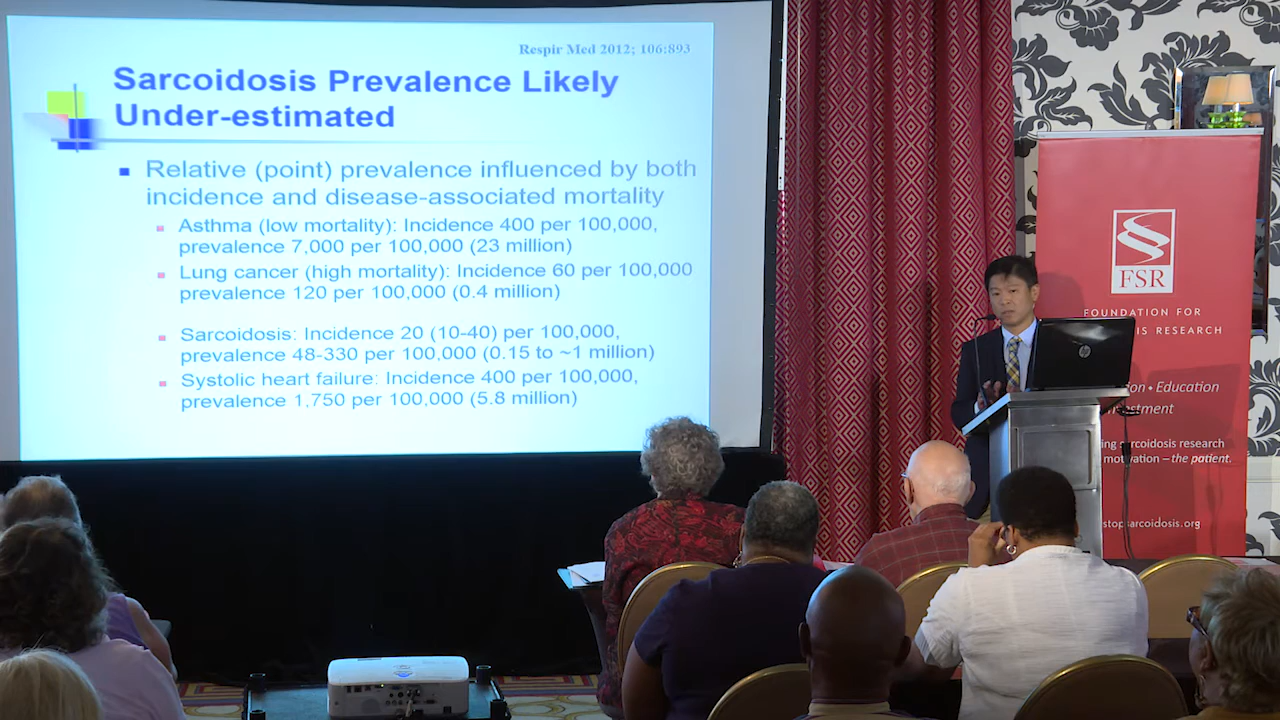 Respir Med 2012; 106:893
Sarcoidosis Prevalence Likely
Under-estimated
Relative (point) prevalence influenced by both
incidence and disease-associated mortality
Asthma (low mortality): Incidence 400 per 100,000,
prevalence 7,000 per 100,000 (23 million)
Lung cancer (high mortality): Incidence 60 per 100,000
prevalence 120 per 100,000 (0.4 million)
Sarcoidosis: Incidence 20 (10-40) per 100,000,
prevalence 48-330 per 100,000 (0.15 to ~1 million)
Systolic heart failure: Incidence 400 per 100,000,
prevalence 1,750 per 100,000 (5.8 million)
FSR
FOUNDATION FOR
IS RESEARCH
on • Education
estment
ing sarcoidosis research
motivation – the patient.
stopsarcoidosis.org
hp